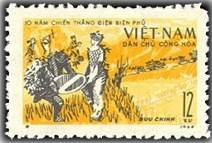 10 NĂM CHIẾN THẮNG ĐIỆN BIÊN PHỦ
VIỆT-NAM
DÂN CHỦ CỘNG HÒA
12
XU
BƯU CHÍNH
1964